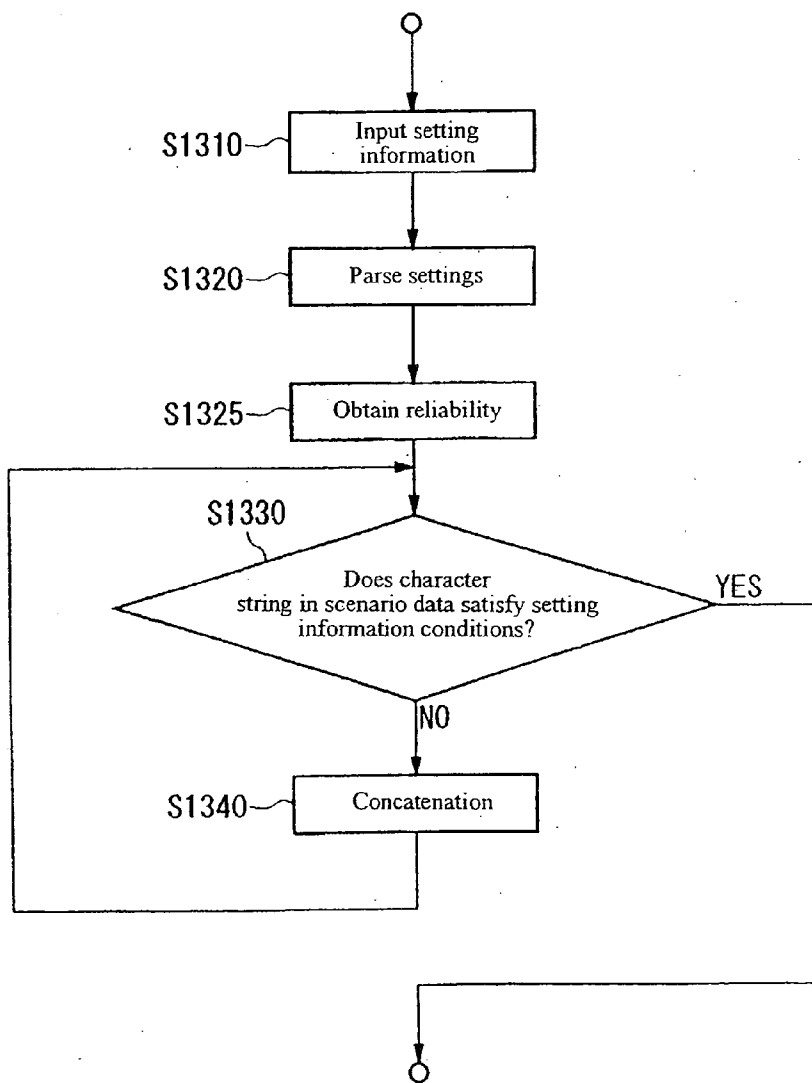 S1310
Input setting
information
S1320
Parse settings
S1325
Obtain reliability
S1330
Does character
string in scenario data satisfy setting
information conditions?
YES
NO
S1340
Concatenation